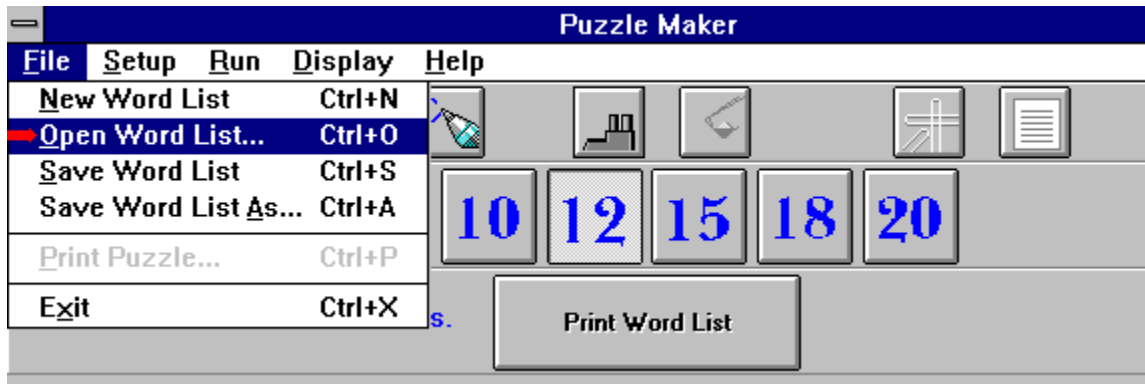 Puzzle Maker
File Setup Run Display Help
New Word List Ctrl+N
Open Word List... Ctrl+O
Save Word List Ctrl+S
Save Word List As... Ctrl+A
Print Puzzle... Ctrl+P
Exit Ctrl+X
10 12 15 18 20
s.
Print Word List